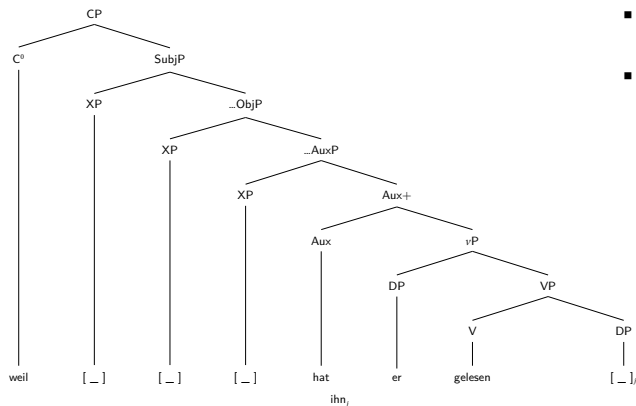 CP
C⁰ SubjP
XP …ObjP
XP …AuxP
XP Aux+
Aux vP
DP VP
V DP
weil [ _ ] [ _ ] [ _ ] hat er gelesen [ _ ]ᵢ
ihnᵢ